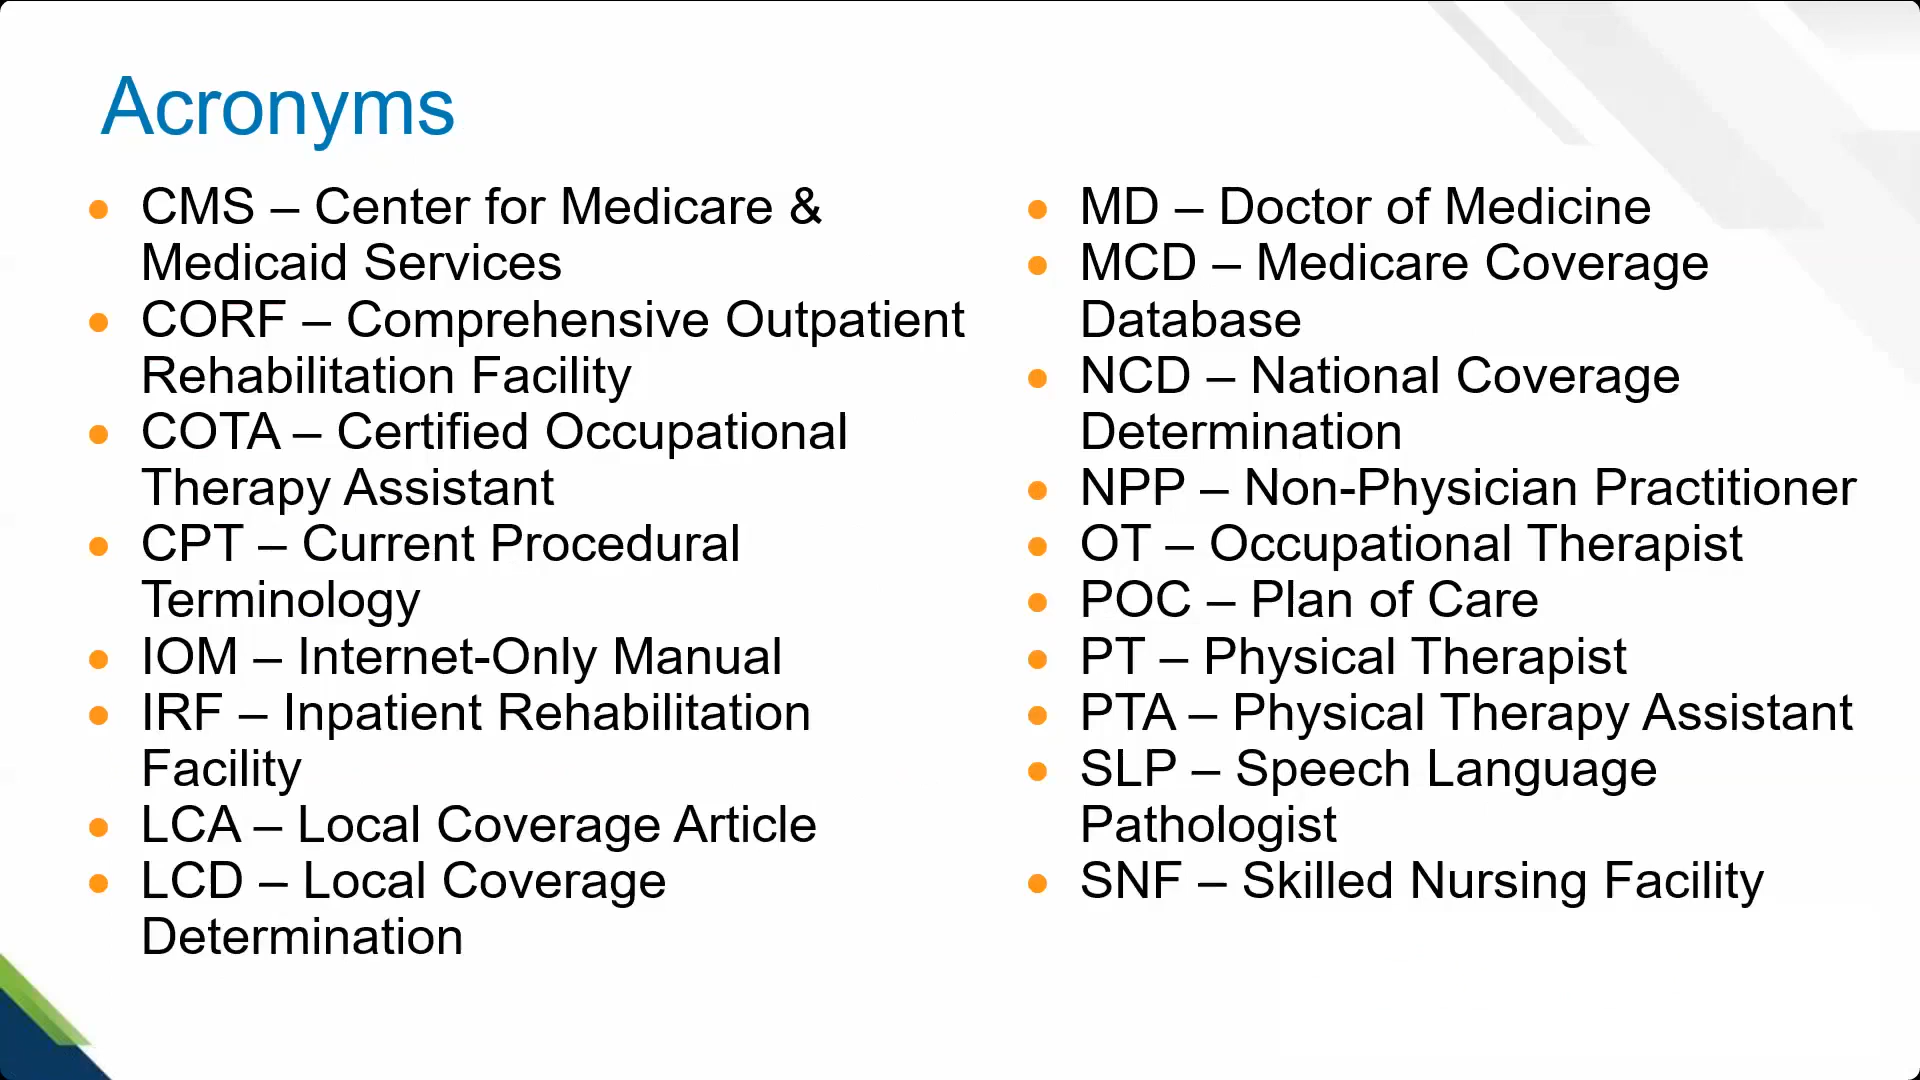 Acronyms
• CMS – Center for Medicare &
Medicaid Services
• CORF – Comprehensive Outpatient
Rehabilitation Facility
• COTA – Certified Occupational
Therapy Assistant
• CPT – Current Procedural
Terminology
• IOM – Internet-Only Manual
• IRF – Inpatient Rehabilitation
Facility
• LCA – Local Coverage Article
• LCD – Local Coverage
Determination
• MD – Doctor of Medicine
• MCD – Medicare Coverage
Database
• NCD – National Coverage
Determination
• NPP – Non-Physician Practitioner
• OT – Occupational Therapist
• POC – Plan of Care
• PT – Physical Therapist
• PTA – Physical Therapy Assistant
• SLP – Speech Language
Pathologist
• SNF – Skilled Nursing Facility